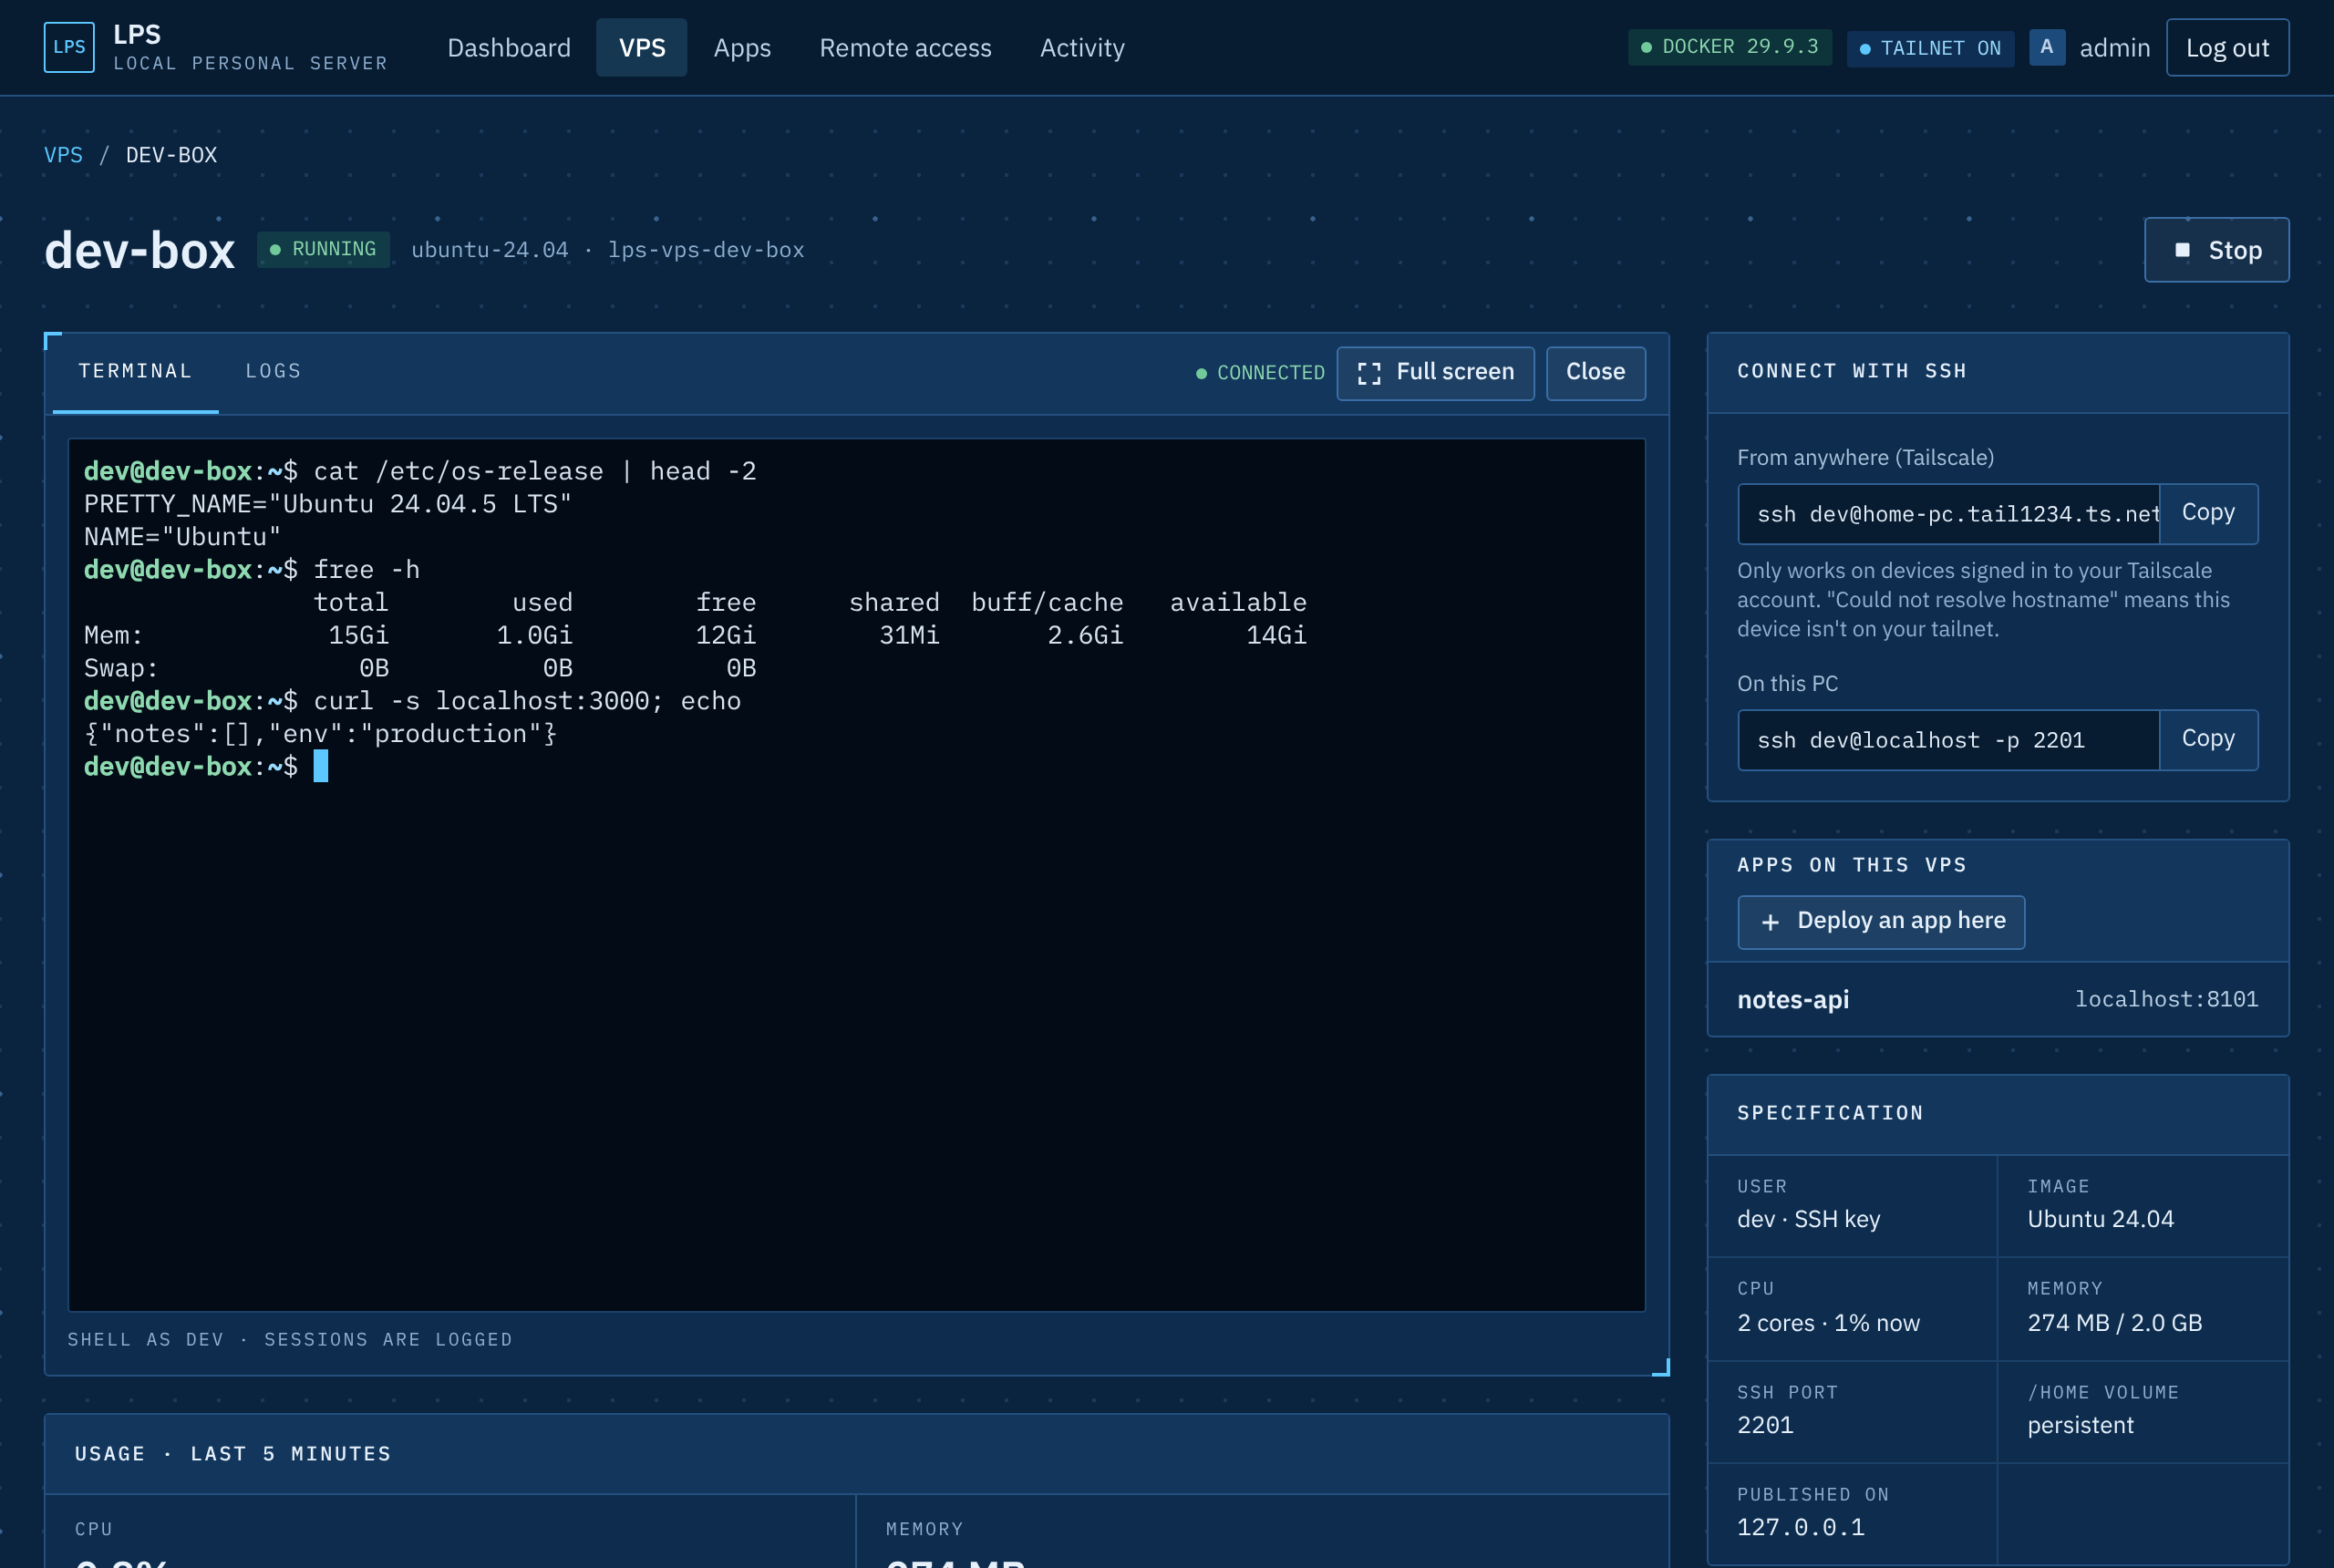 LPS
LPS
LOCAL PERSONAL SERVER
Dashboard
VPS
Apps
Remote access
Activity
DOCKER 29.9.3
TAILNET ON
A
admin
Log out
VPS / DEV-BOX
dev-box
RUNNING
ubuntu-24.04 · lps-vps-dev-box
Stop
TERMINAL
LOGS
CONNECTED
Full screen
Close
dev@dev-box:~$ cat /etc/os-release | head -2
PRETTY_NAME="Ubuntu 24.04.5 LTS"
NAME="Ubuntu"
dev@dev-box:~$ free -h
total used free shared buff/cache available
Mem: 15Gi 1.0Gi 12Gi 31Mi 2.6Gi 14Gi
Swap: 0B 0B 0B
dev@dev-box:~$ curl -s localhost:3000; echo
{"notes":[],"env":"production"}
dev@dev-box:~$
SHELL AS DEV · SESSIONS ARE LOGGED
USAGE · LAST 5 MINUTES
CPU
MEMORY
CONNECT WITH SSH
From anywhere (Tailscale)
ssh dev@home-pc.tail1234.ts.net
Copy
Only works on devices signed in to your Tailscale
account. "Could not resolve hostname" means this
device isn't on your tailnet.
On this PC
ssh dev@localhost -p 2201
Copy
APPS ON THIS VPS
+ Deploy an app here
notes-api
localhost:8101
SPECIFICATION
USER
dev · SSH key
IMAGE
Ubuntu 24.04
CPU
2 cores · 1% now
MEMORY
274 MB / 2.0 GB
SSH PORT
2201
/HOME VOLUME
persistent
PUBLISHED ON
127.0.0.1